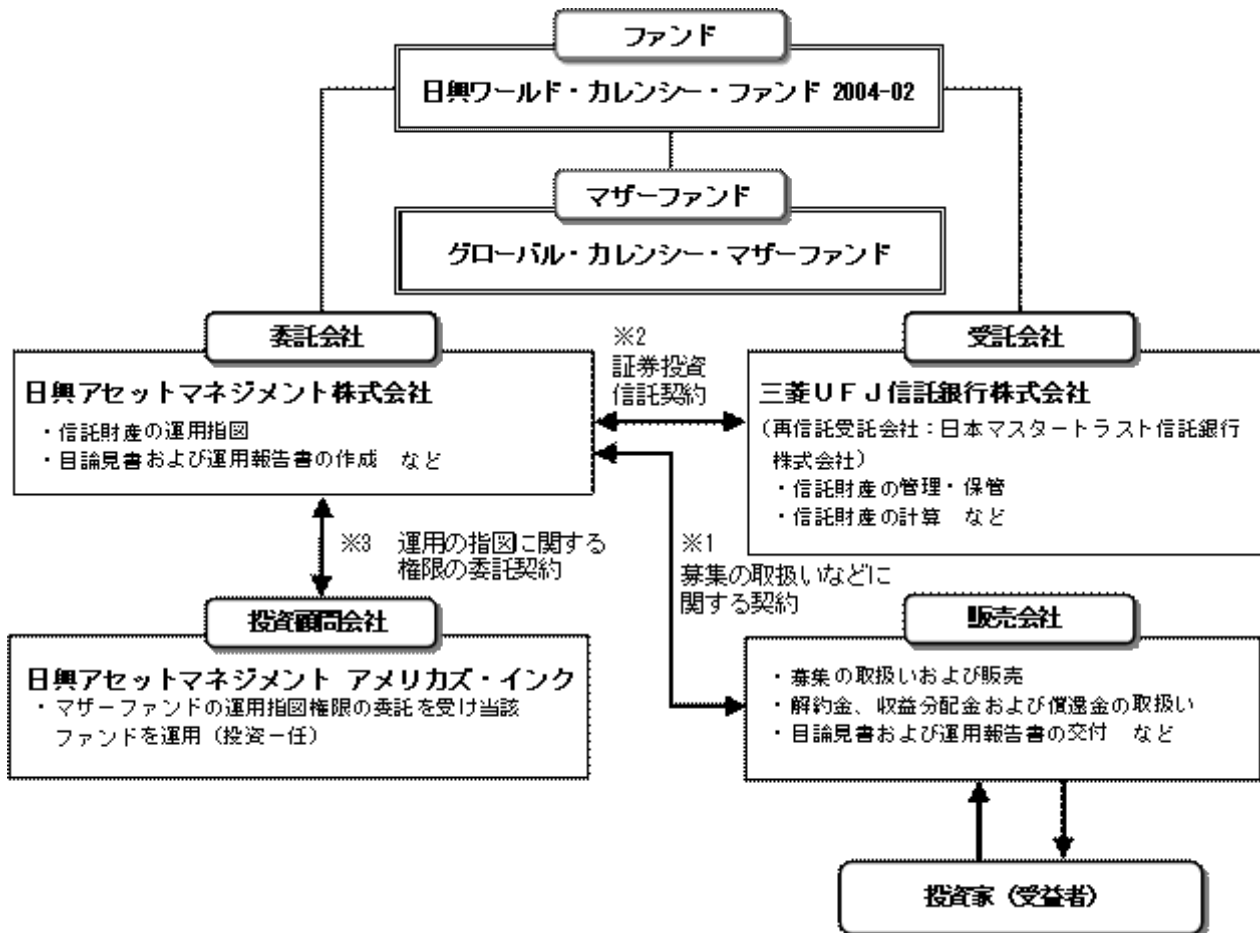 ファンド
日興ワールド・カレンシー・ファンド 2004-02
マザーファンド
グローバル・カレンシー・マザーファンド
委託会社
日興アセットマネジメント株式会社
・信託財産の運用指図
・目論見書および運用報告書の作成 など
※2
証券投資
信託契約
受託会社
三菱UFJ信託銀行株式会社
(再信託受託会社:日本マスタートラスト信託銀行
株式会社)
・信託財産の管理・保管
・信託財産の計算 など
※3 運用の指図に関する
権限の委託契約
※1
募集の取扱いなどに
関する契約
投資顧問会社
日興アセットマネジメント アメリカズ・インク
・マザーファンドの運用指図権限の委託を受け当該
ファンドを運用(投資一任)
販売会社
・募集の取扱いおよび販売
・解約金、収益分配金および償還金の取扱い
・目論見書および運用報告書の交付 など
投資家(受益者)